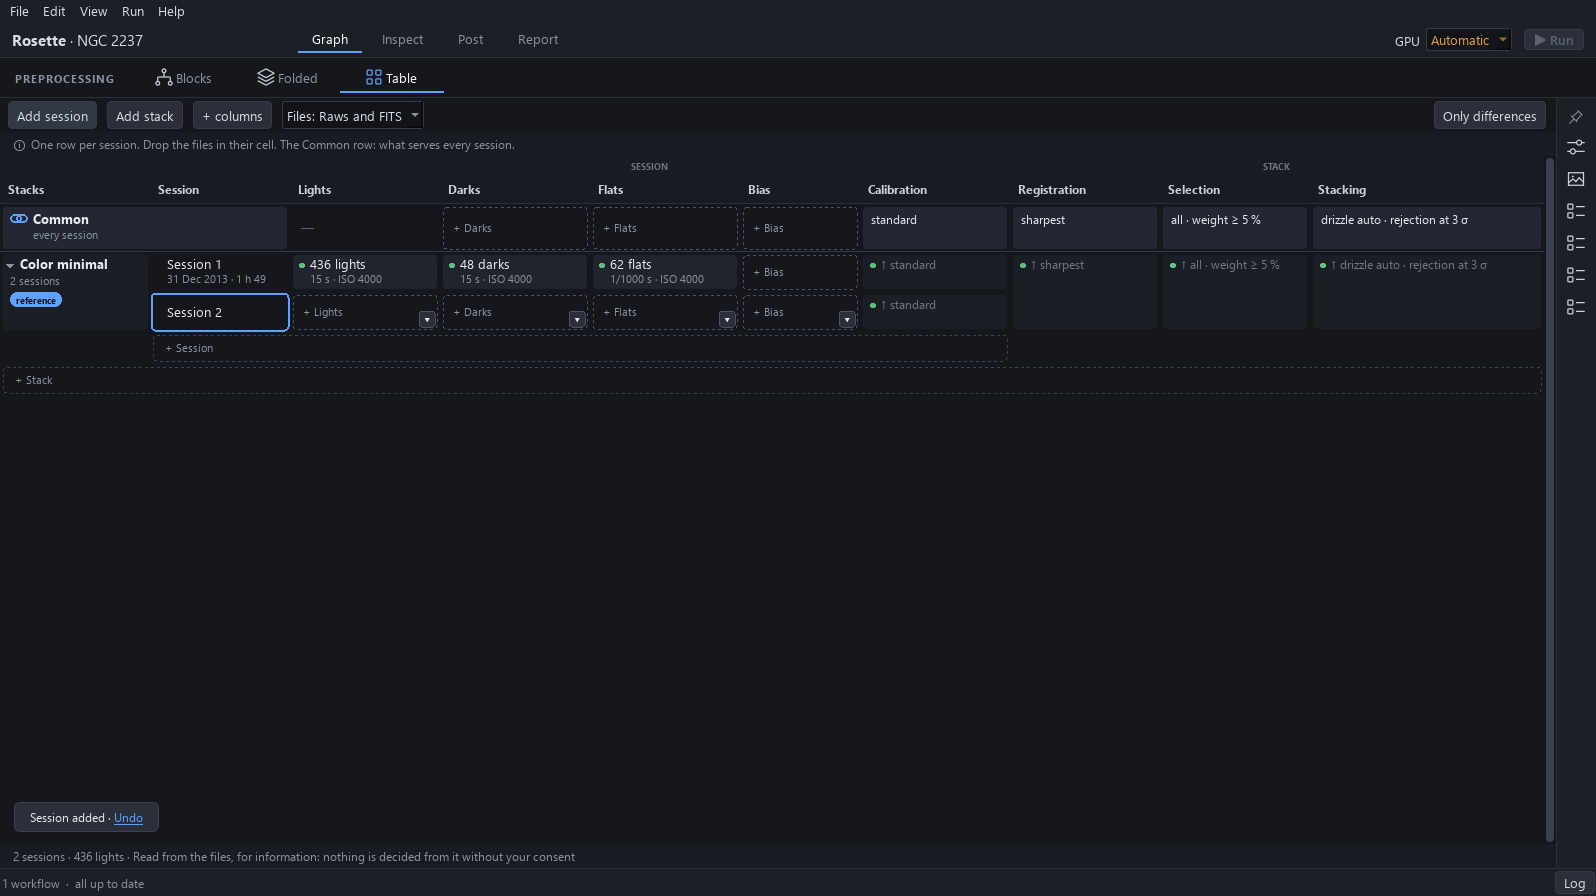 File Edit View Run Help
Rosette · NGC 2237
Graph Inspect Post Report
GPU Automatic Run
PREPROCESSING Blocks Folded Table
Add session Add stack + columns Files: Raws and FITS Only differences
One row per session. Drop the files in their cell. The Common row: what serves every session.
SESSION STACK
Stacks Session Lights Darks Flats Bias Calibration Registration Selection Stacking
Common — + Darks + Flats + Bias standard sharpest all · weight ≥ 5 % drizzle auto · rejection at 3 σ
every session
Color minimal Session 1 436 lights 48 darks 62 flats + Bias ↑ standard ↑ sharpest ↑ all · weight ≥ 5 % ↑ drizzle auto · rejection at 3 σ
2 sessions 31 Dec 2013 · 1 h 49 15 s · ISO 4000 15 s · ISO 4000 1/1000 s · ISO 4000
reference
Session 2 + Lights + Darks + Flats + Bias ↑ standard
+ Session
+ Stack
Session added · Undo
2 sessions · 436 lights · Read from the files, for information: nothing is decided from it without your consent
1 workflow · all up to date Log